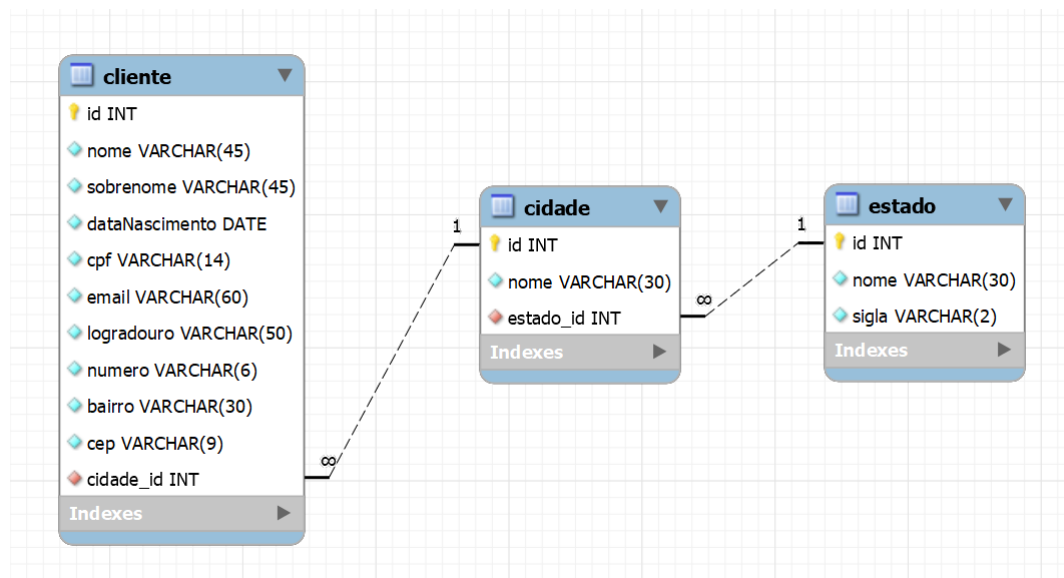 cliente
id INT
nome VARCHAR(45)
sobrenome VARCHAR(45)
dataNascimento DATE
cpf VARCHAR(14)
email VARCHAR(60)
logradouro VARCHAR(50)
numero VARCHAR(6)
bairro VARCHAR(30)
cep VARCHAR(9)
cidade_id INT
Indexes
∞
1
cidade
id INT
nome VARCHAR(30)
estado_id INT
Indexes
∞
1
estado
id INT
nome VARCHAR(30)
sigla VARCHAR(2)
Indexes